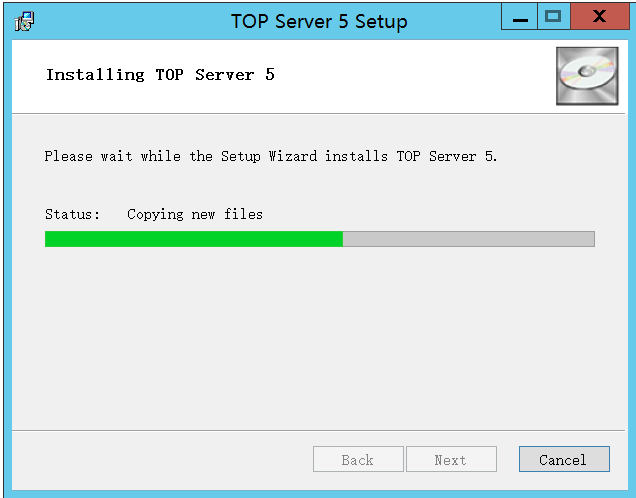 TOP Server 5 Setup
Installing TOP Server 5
Please wait while the Setup Wizard installs TOP Server 5.
Status: Copying new files
Back Next Cancel